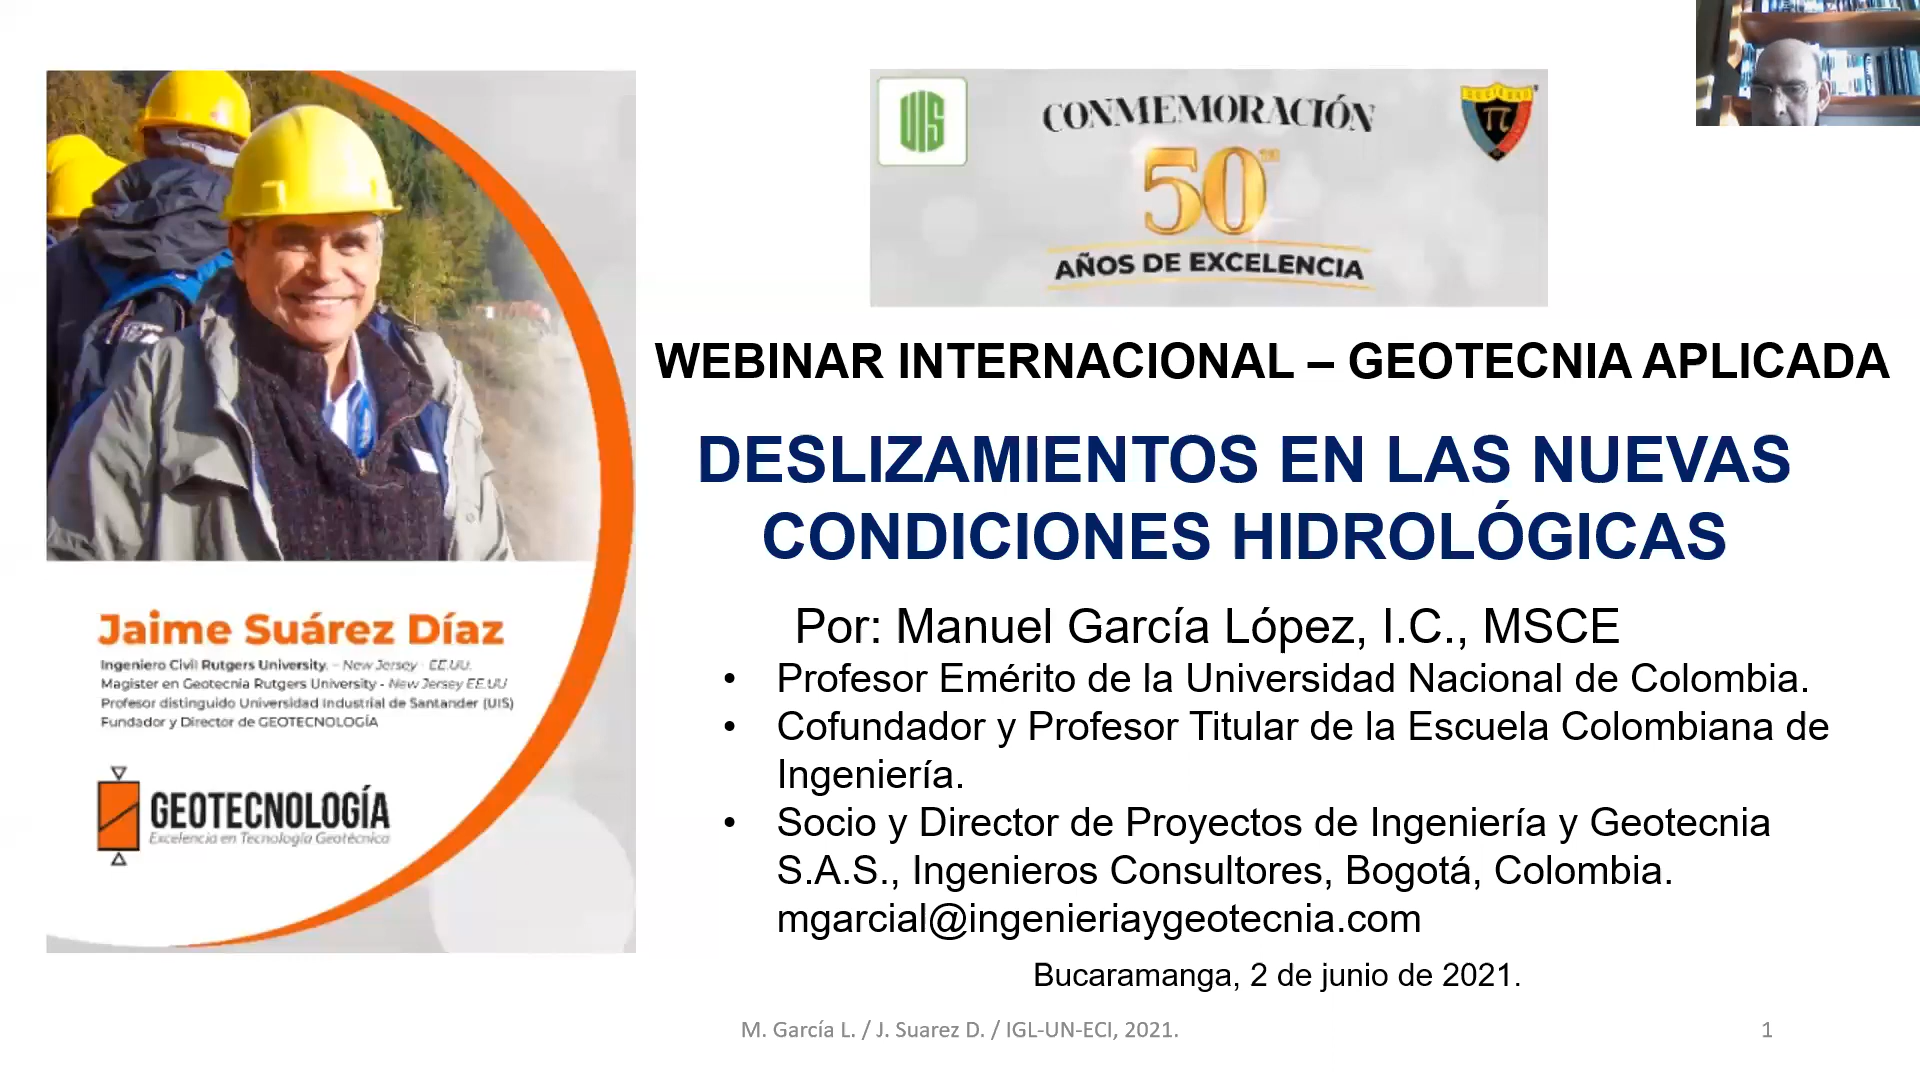 UIS
CONMEMORACIÓN
50
AÑOS DE EXCELENCIA
SOCIEDAD
π
WEBINAR INTERNACIONAL – GEOTECNIA APLICADA
DESLIZAMIENTOS EN LAS NUEVAS
CONDICIONES HIDROLÓGICAS
Por: Manuel García López, I.C., MSCE
• Profesor Emérito de la Universidad Nacional de Colombia.
• Cofundador y Profesor Titular de la Escuela Colombiana de
Ingeniería.
• Socio y Director de Proyectos de Ingeniería y Geotecnia
S.A.S., Ingenieros Consultores, Bogotá, Colombia.
mgarcial@ingenieriaygeotecnia.com
Bucaramanga, 2 de junio de 2021.
Jaime Suárez Díaz
Ingeniero Civil Rutgers University. – New Jersey - EE.UU.
Magister en Geotecnia Rutgers University - New Jersey EE.UU
Profesor distinguido Universidad Industrial de Santander (UIS)
Fundador y Director de GEOTECNOLOGÍA
GEOTECNOLOGÍA
Excelencia en Tecnología Geotécnica
M. García L. / J. Suarez D. / IGL-UN-ECI, 2021.
1